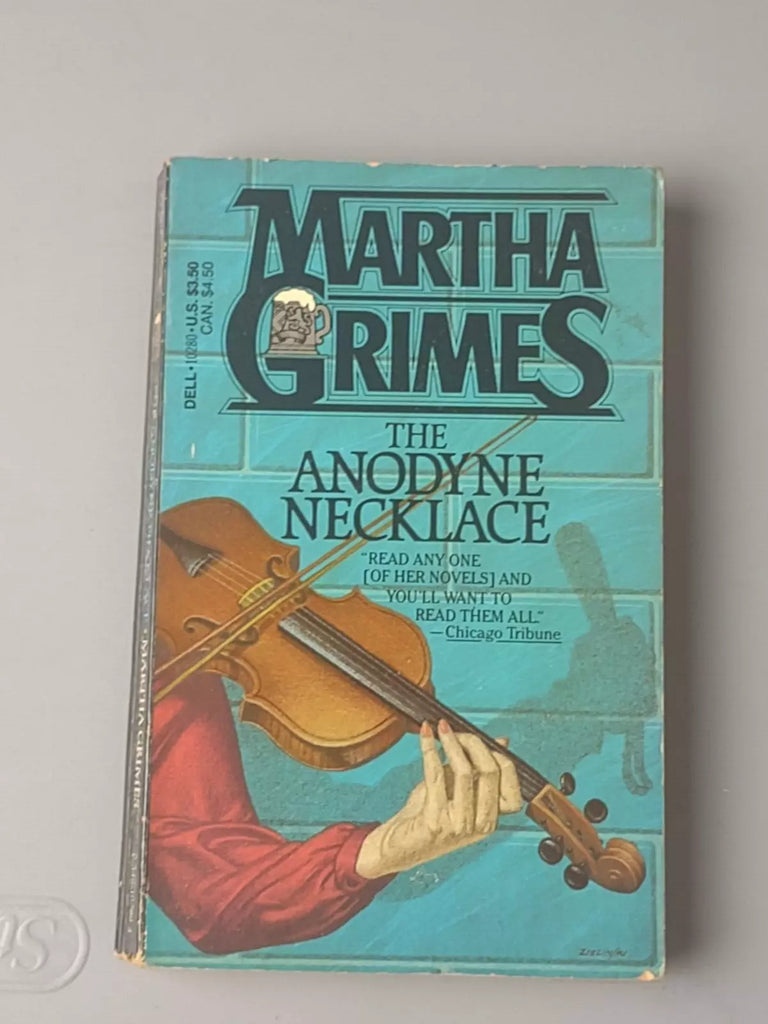 MARTHA
GRIMES
DELL • 10280 • U.S. $3.50
CAN. $4.50
THE
ANODYNE
NECKLACE
"READ ANY ONE
[OF HER NOVELS] AND
YOU'LL WANT TO
READ THEM ALL."
—Chicago Tribune
MARTHA GRIMES